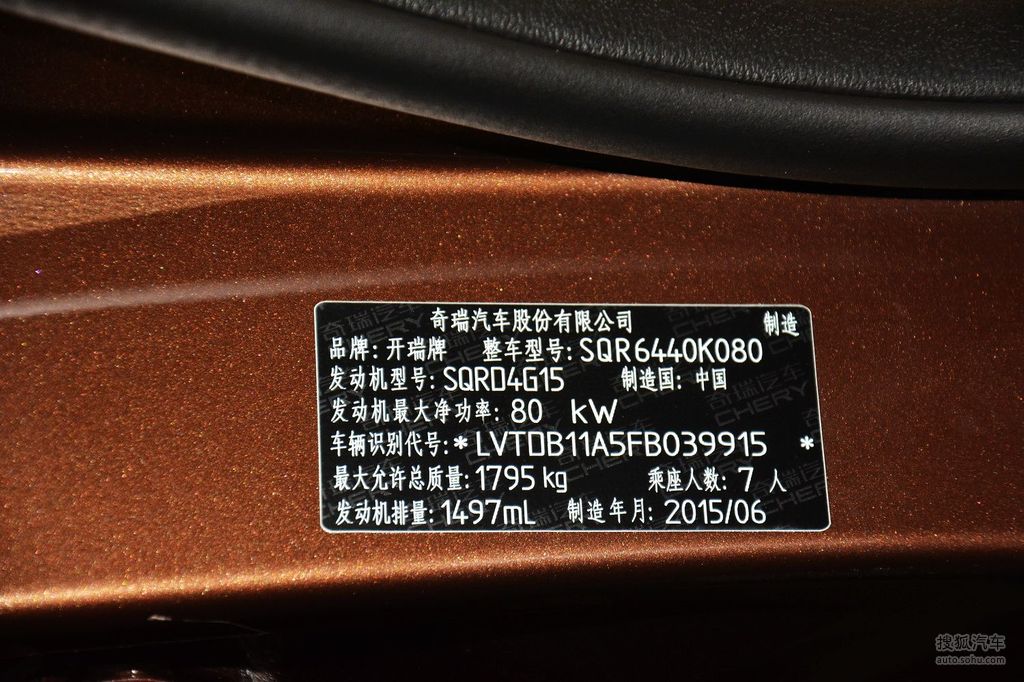 奇瑞汽车股份有限公司 制造
品牌: 开瑞牌 整车型号: SQR6440K080
发动机型号: SQRD4G15 制造国: 中国
发动机最大净功率: 80 kW
车辆识别代号: *LVTDB11A5FB039915 *
最大允许总质量: 1795 kg 乘座人数: 7 人
发动机排量: 1497mL 制造年月: 2015/06
搜狐汽车
auto.sohu.com